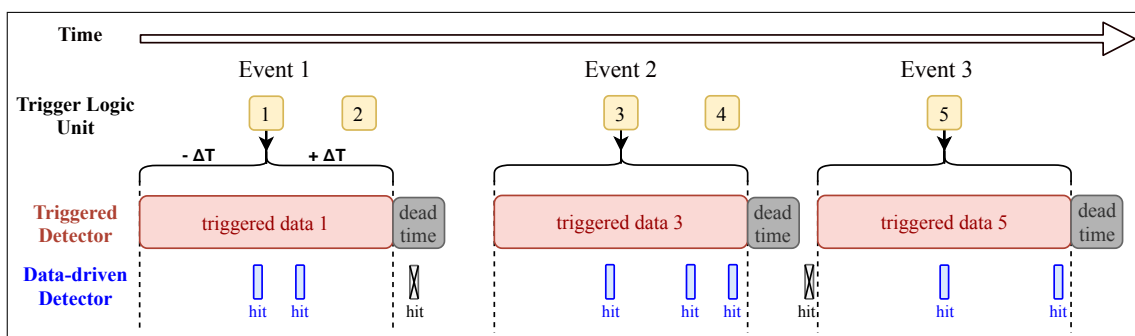 Time
Event 1
Event 2
Event 3
Trigger Logic
Unit
1
2
3
4
5
- ΔT
+ ΔT
Triggered
Detector
triggered data 1
dead
time
triggered data 3
dead
time
triggered data 5
dead
time
Data-driven
Detector
hit
hit
hit
hit
hit
hit
hit
hit
hit